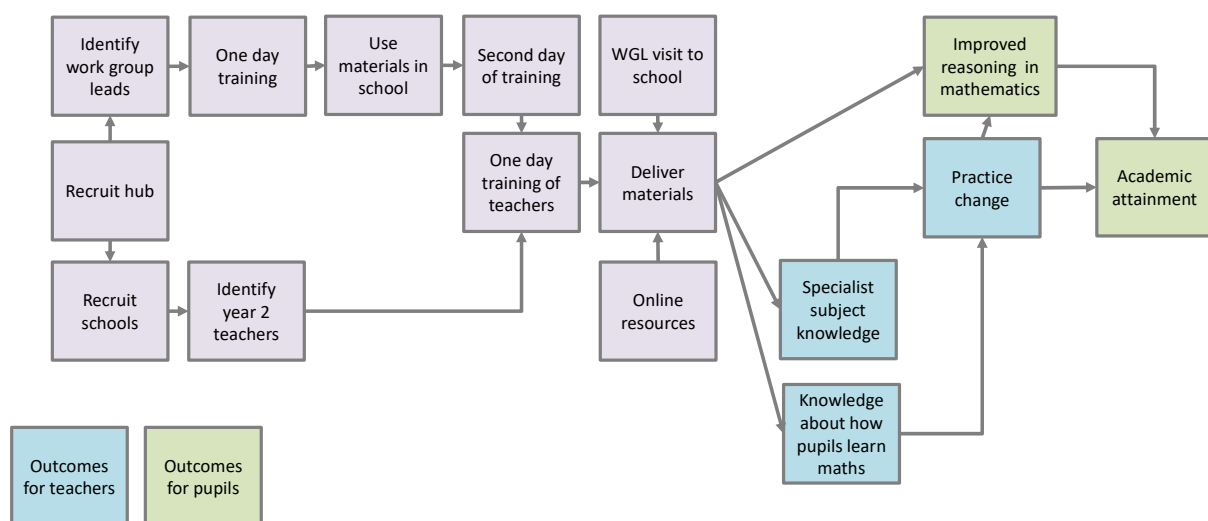 Identify
work group
leads
One day
training
Use
materials in
school
Second day
of training
WGL visit to
school
Improved
reasoning in
mathematics
Recruit hub
One day
training of
teachers
Deliver
materials
Practice
change
Academic
attainment
Recruit
schools
Identify
year 2
teachers
Online
resources
Specialist
subject
knowledge
Knowledge
about how
pupils learn
maths
Outcomes
for teachers
Outcomes
for pupils